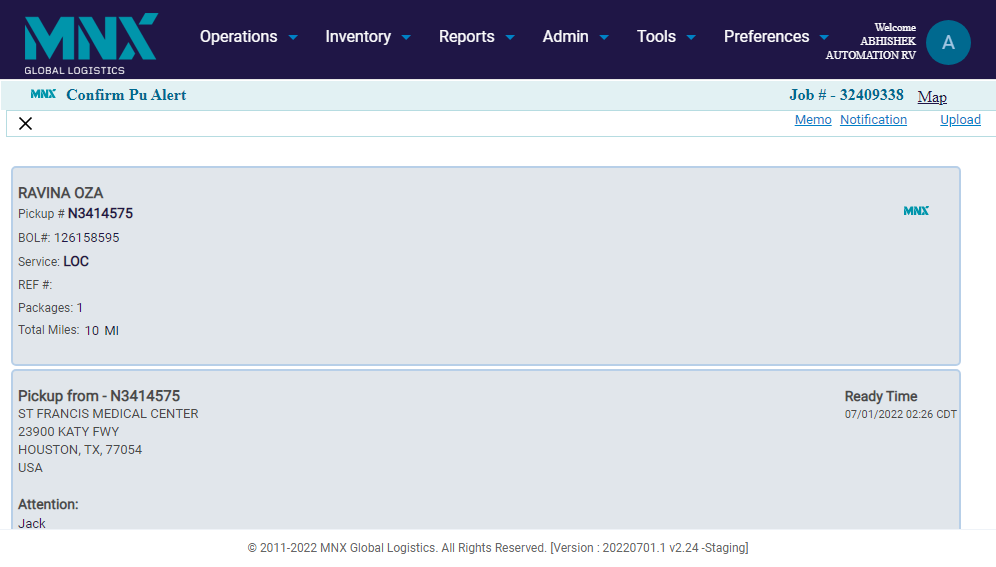 MNX
GLOBAL LOGISTICS
Operations Inventory Reports Admin Tools Preferences
Welcome
ABHISHEK
AUTOMATION RV
A
MNX Confirm Pu Alert Job # - 32409338 Map
Memo Notification Upload
RAVINA OZA
Pickup # N3414575
MNX
BOL#: 126158595
Service: LOC
REF #:
Packages: 1
Total Miles: 10 MI
Pickup from - N3414575 Ready Time
ST FRANCIS MEDICAL CENTER 07/01/2022 02:26 CDT
23900 KATY FWY
HOUSTON, TX, 77054
USA
Attention:
Jack
© 2011-2022 MNX Global Logistics. All Rights Reserved. [Version : 20220701.1 v2.24 -Staging]